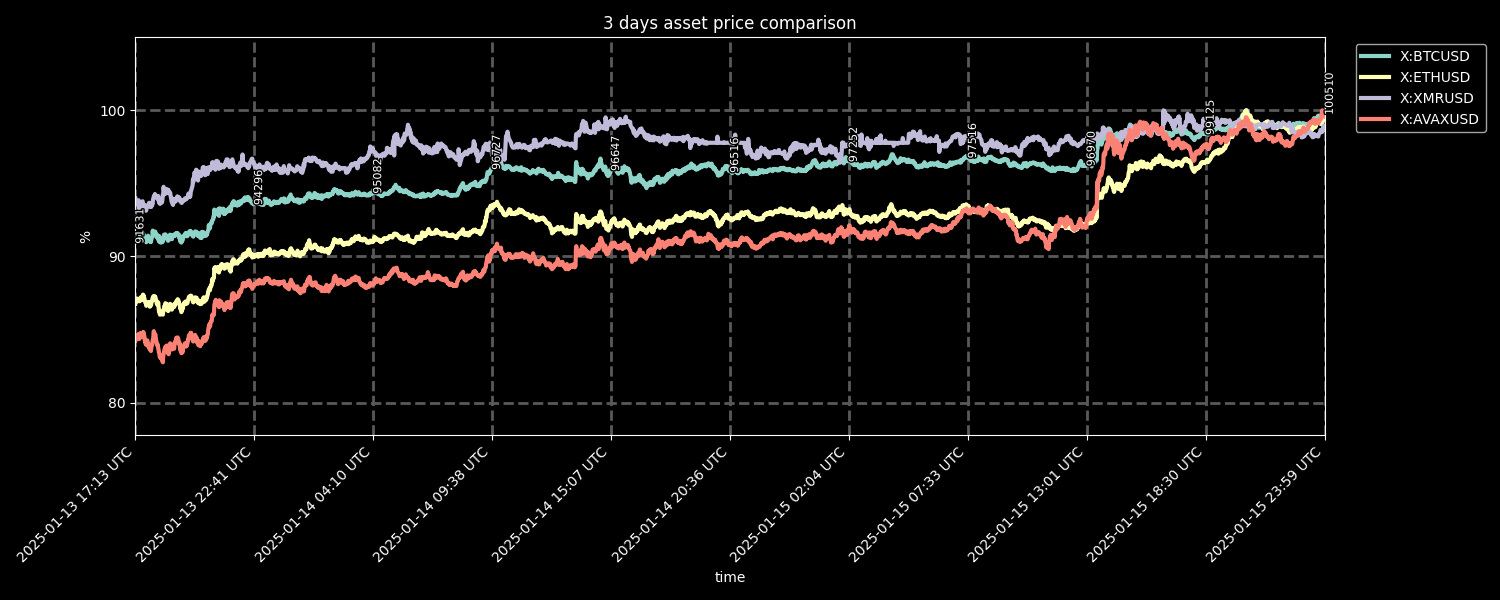 3 days asset price comparison
X:BTCUSD
X:ETHUSD
X:XMRUSD
X:AVAXUSD
%
100
90
80
91631
94296
95082
96727
96647
96516
97252
97516
96970
99125
100510
2025-01-13 17:13 UTC
2025-01-13 22:41 UTC
2025-01-14 04:10 UTC
2025-01-14 09:38 UTC
2025-01-14 15:07 UTC
2025-01-14 20:36 UTC
2025-01-15 02:04 UTC
2025-01-15 07:33 UTC
2025-01-15 13:01 UTC
2025-01-15 18:30 UTC
2025-01-15 23:59 UTC
time